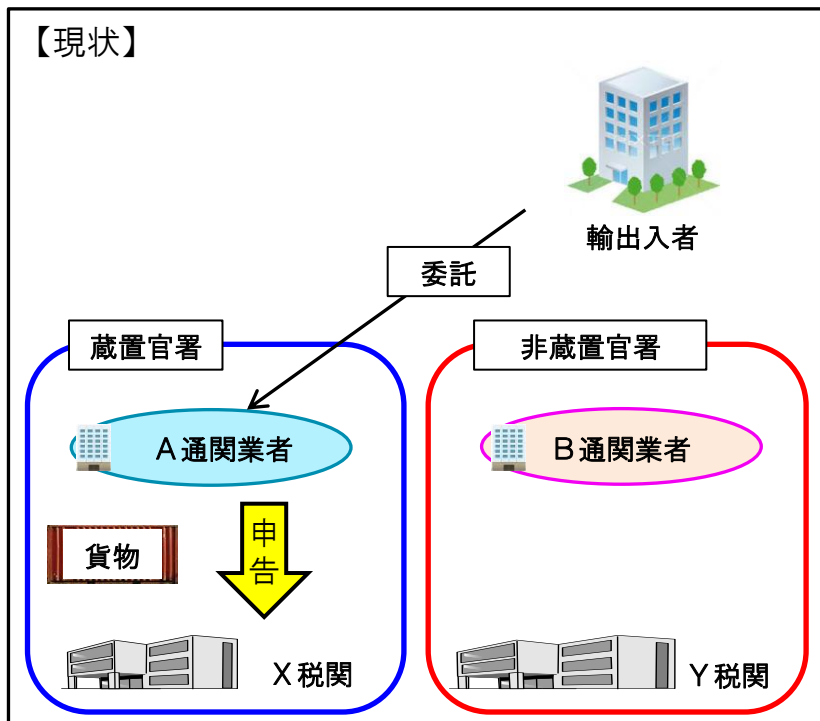 【現状】
輸出入者
委託
蔵置官署
非蔵置官署
A通関業者
B通関業者
貨物
申告
X税関
Y税関